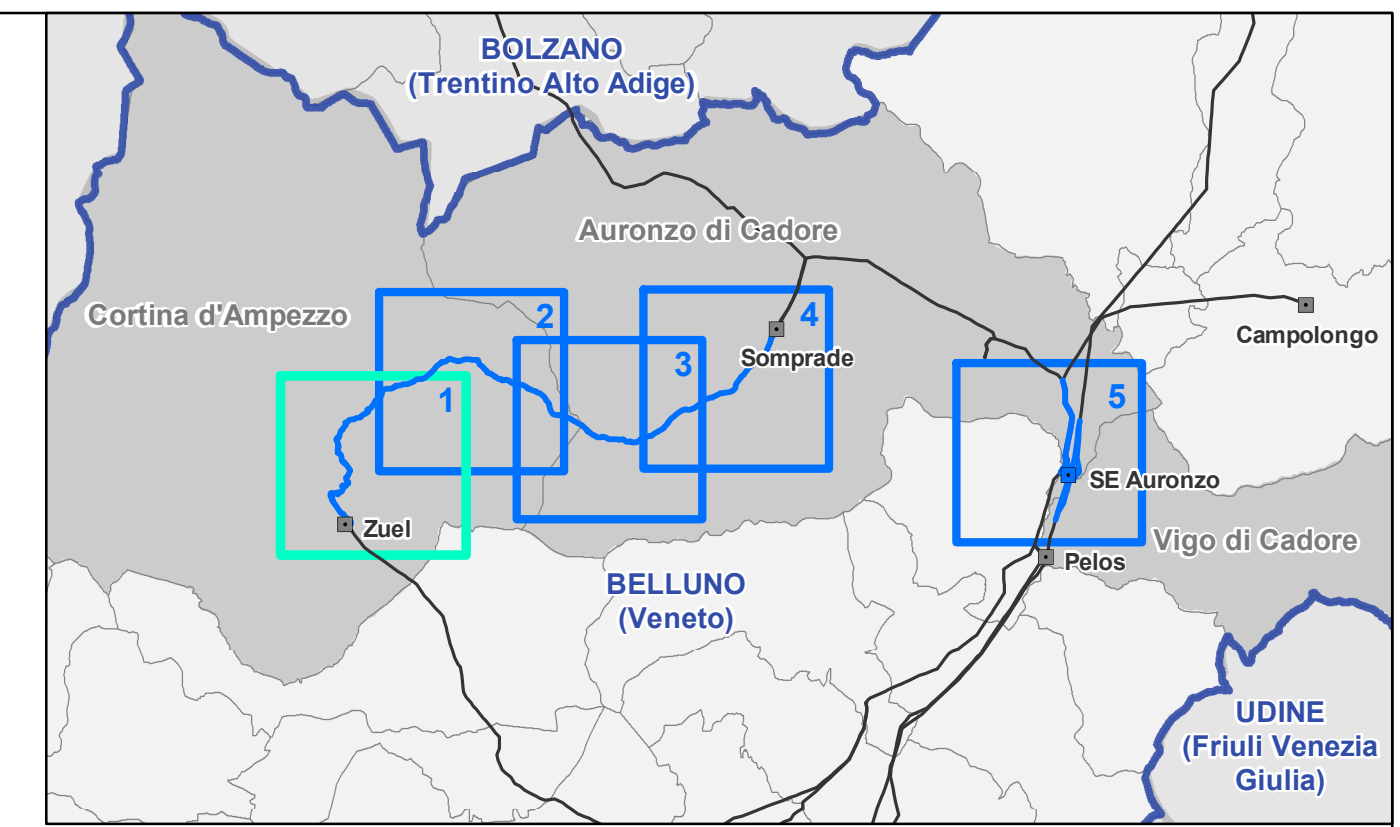 BOLZANO
(Trentino Alto Adige)
Auronzo di Cadore
Cortina d'Ampezzo
2
4
Campolongo
Somprade
3
1
5
SE Auronzo
Zuel
Vigo di Cadore
Pelos
BELLUNO
(Veneto)
UDINE
(Friuli Venezia
Giulia)